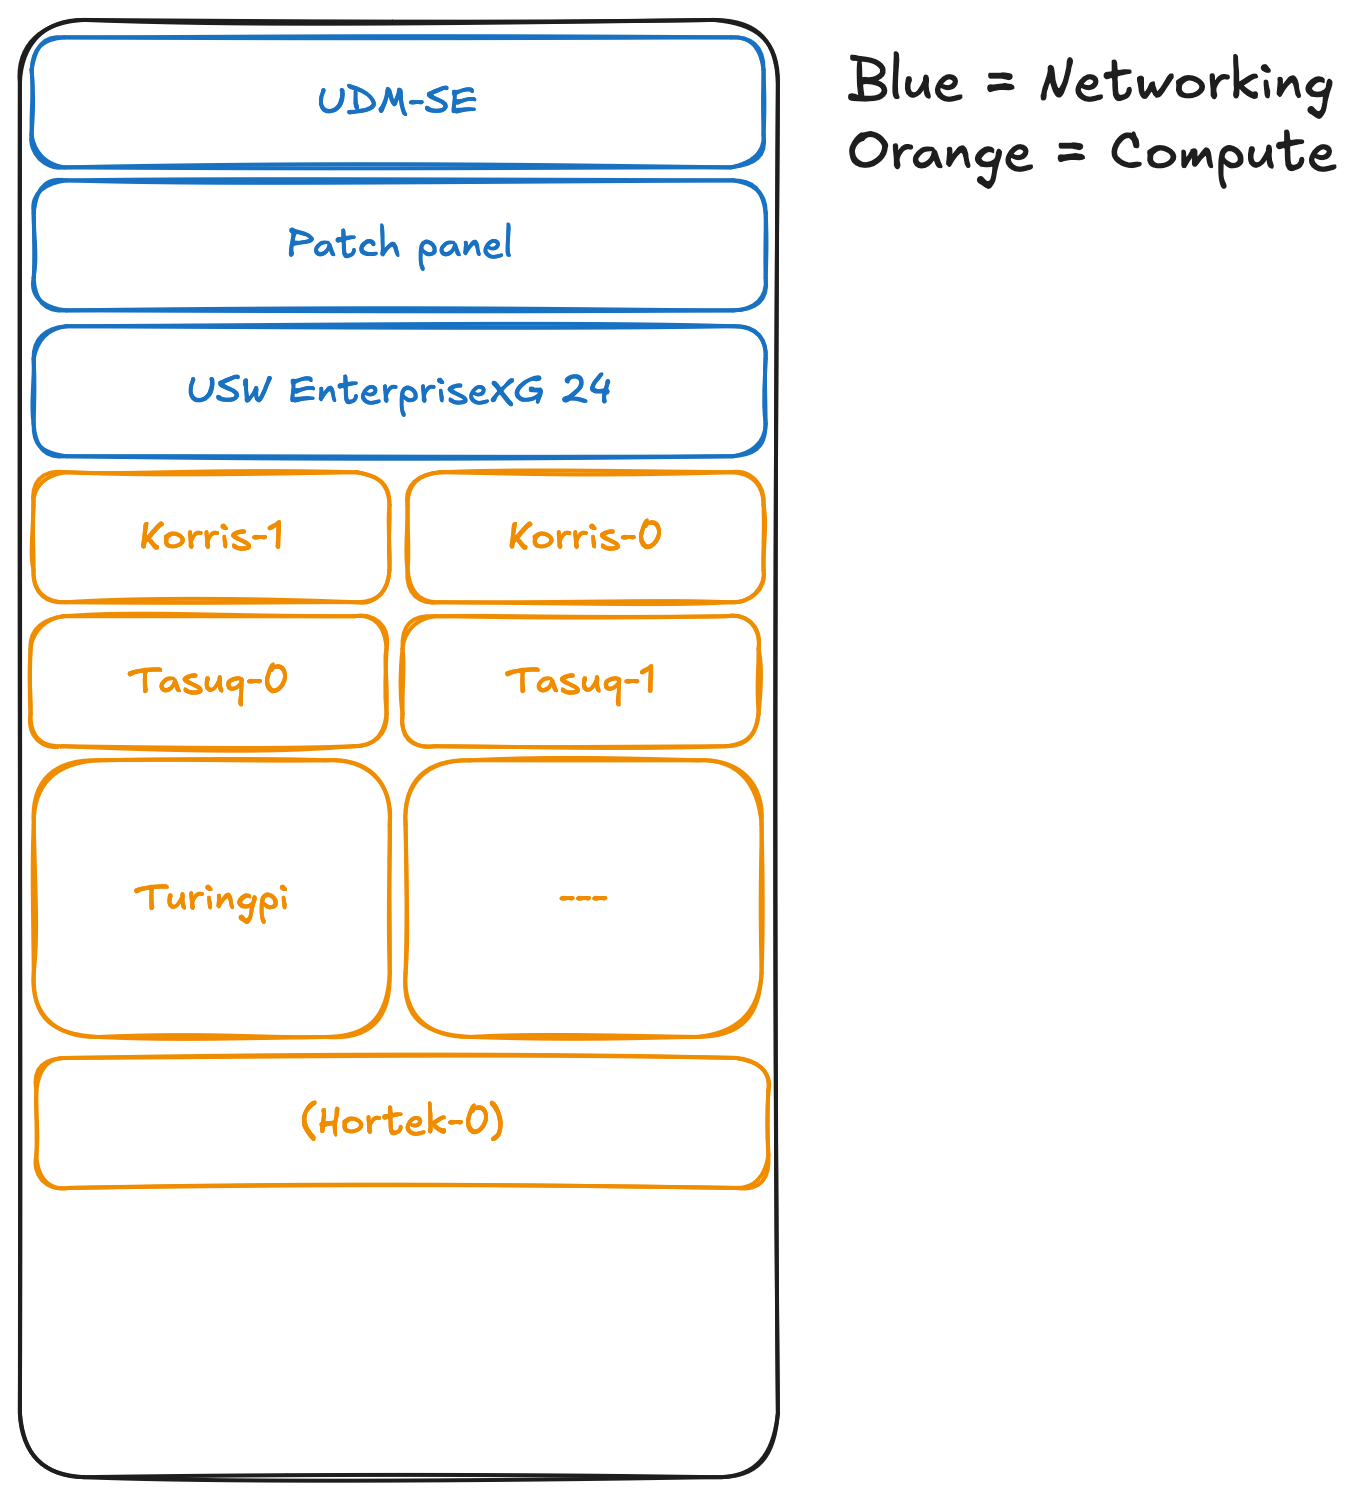 UDM-SE
Blue = Networking
Orange = Compute
Patch panel
USW EnterpriseXG 24
Korris-1
Korris-0
Tasuq-0
Tasuq-1
Turingpi
---
(Hortek-0)